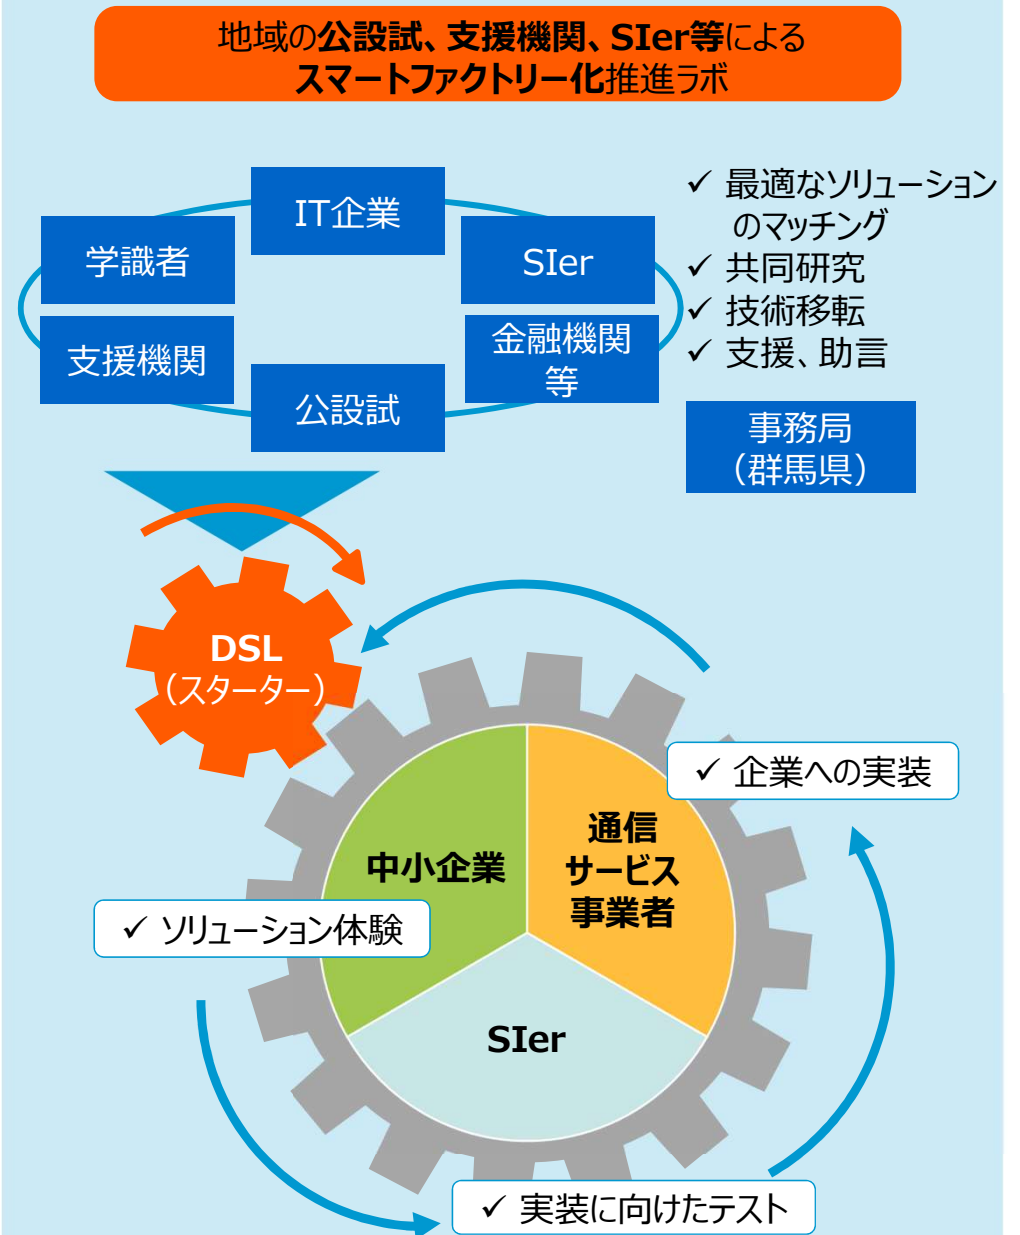 地域の公設試、支援機関、SIer等による
スマートファクトリー化推進ラボ
IT企業
学識者
SIer
支援機関
金融機関
等
公設試
✓ 最適なソリューション
のマッチング
✓ 共同研究
✓ 技術移転
✓ 支援、助言
事務局
（群馬県）
DSL
（スターター）
✓ 企業への実装
中小企業
通信
サービス
事業者
✓ ソリューション体験
SIer
✓ 実装に向けたテスト